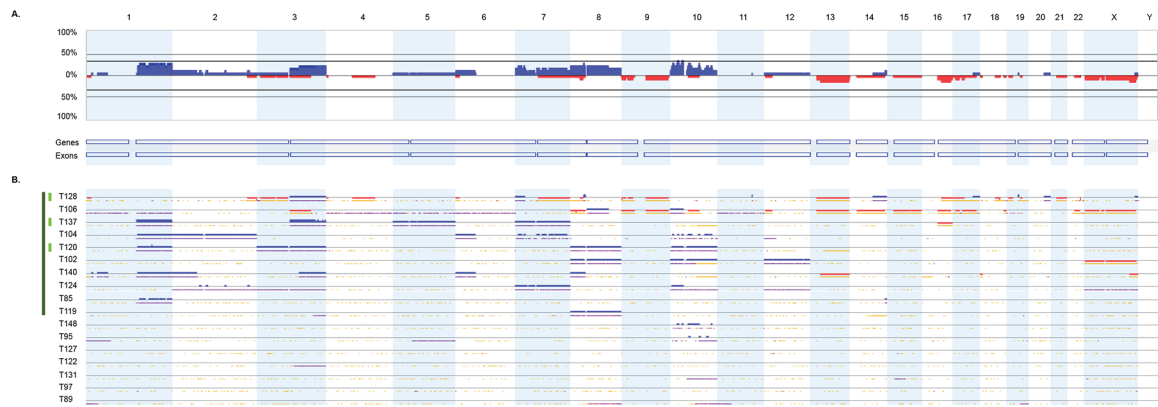 A.
1 2 3 4 5 6 7 8 9 10 11 12 13 14 15 16 17 18 19 20 21 22 X Y
100%
50%
0%
50%
100%
Genes
Exons
B.
T128
T106
T137
T104
T120
T102
T140
T124
T85
T119
T148
T95
T127
T122
T131
T97
T89